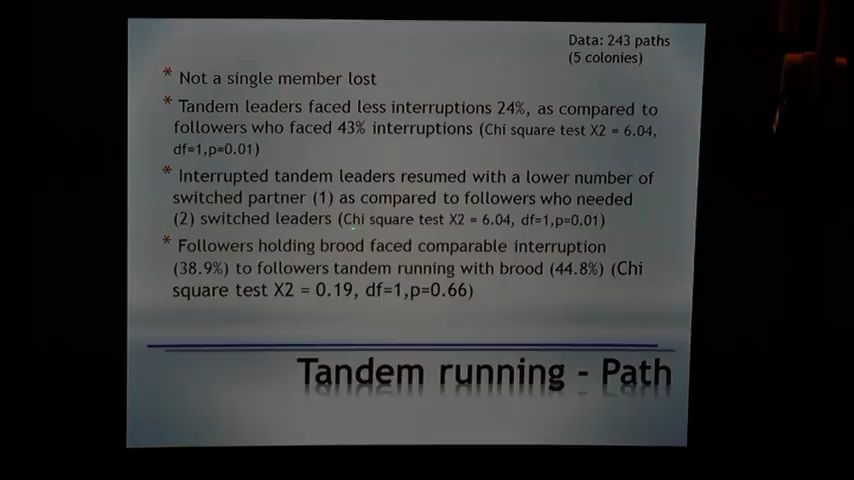 Data: 243 paths
(5 colonies)
* Not a single member lost
* Tandem leaders faced less interruptions 24%, as compared to
followers who faced 43% interruptions (Chi square test X2 = 6.04,
df=1,p=0.01)
* Interrupted tandem leaders resumed with a lower number of
switched partner (1) as compared to followers who needed
(2) switched leaders (Chi square test X2 = 6.04, df=1,p=0.01)
* Followers holding brood faced comparable interruption
(38.9%) to followers tandem running with brood (44.8%) (Chi
square test X2 = 0.19, df=1,p=0.66)
Tandem running - Path